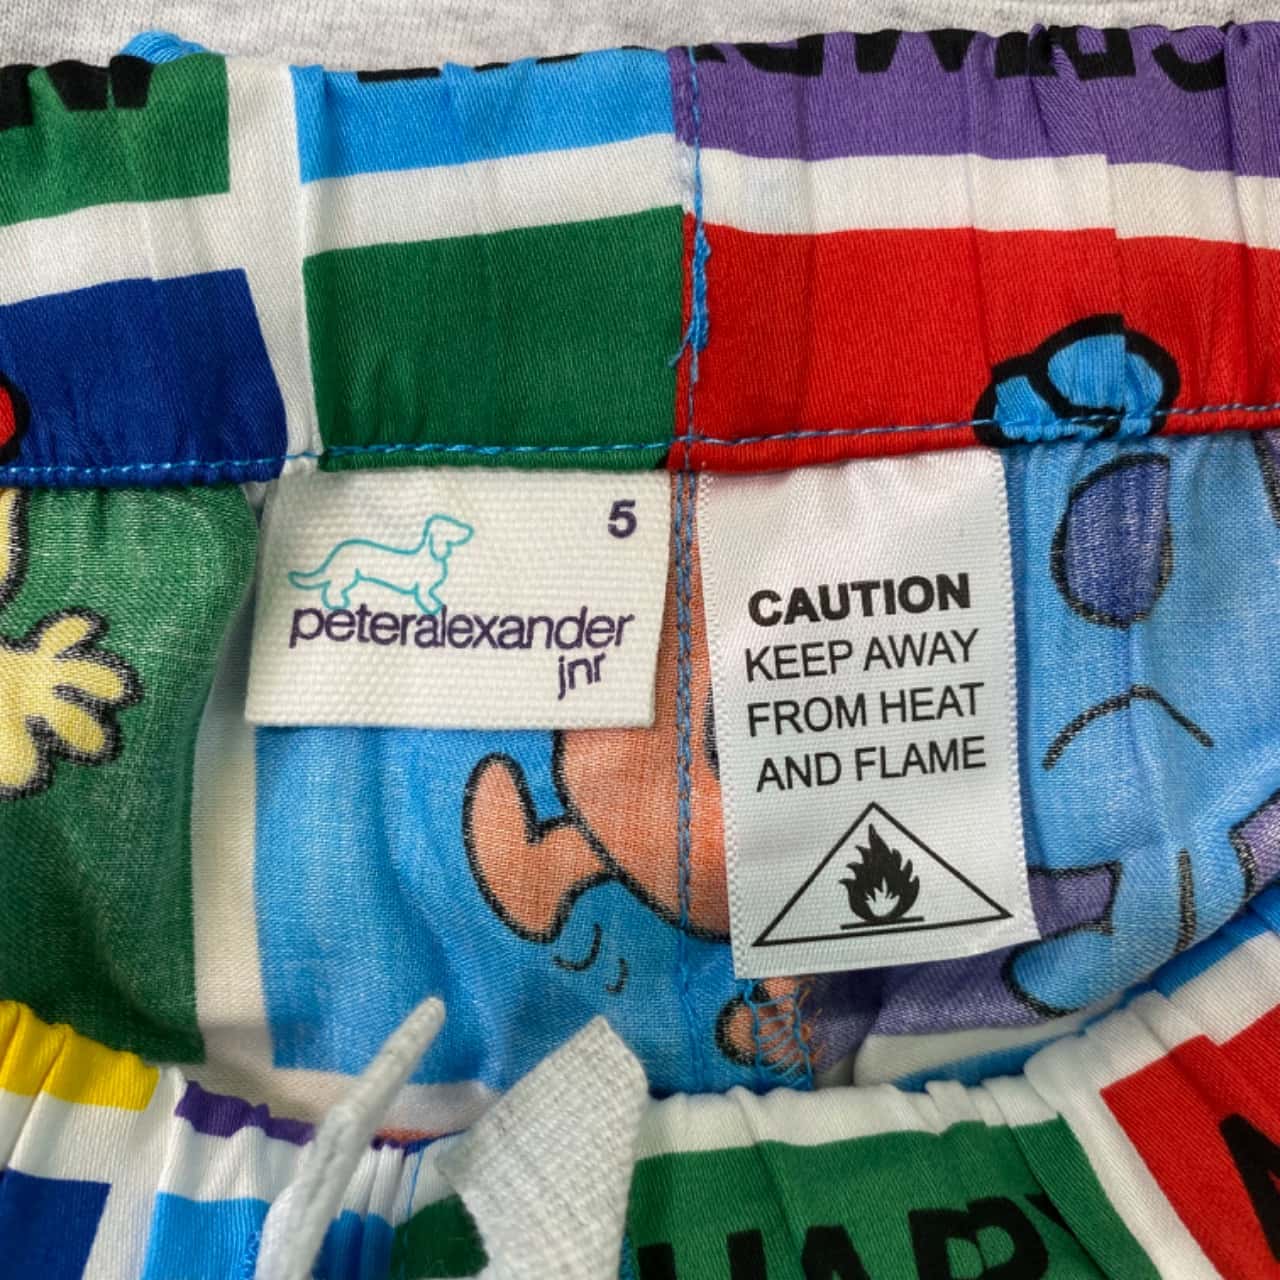 5
peteralexander
jnr
CAUTION
KEEP AWAY
FROM HEAT
AND FLAME